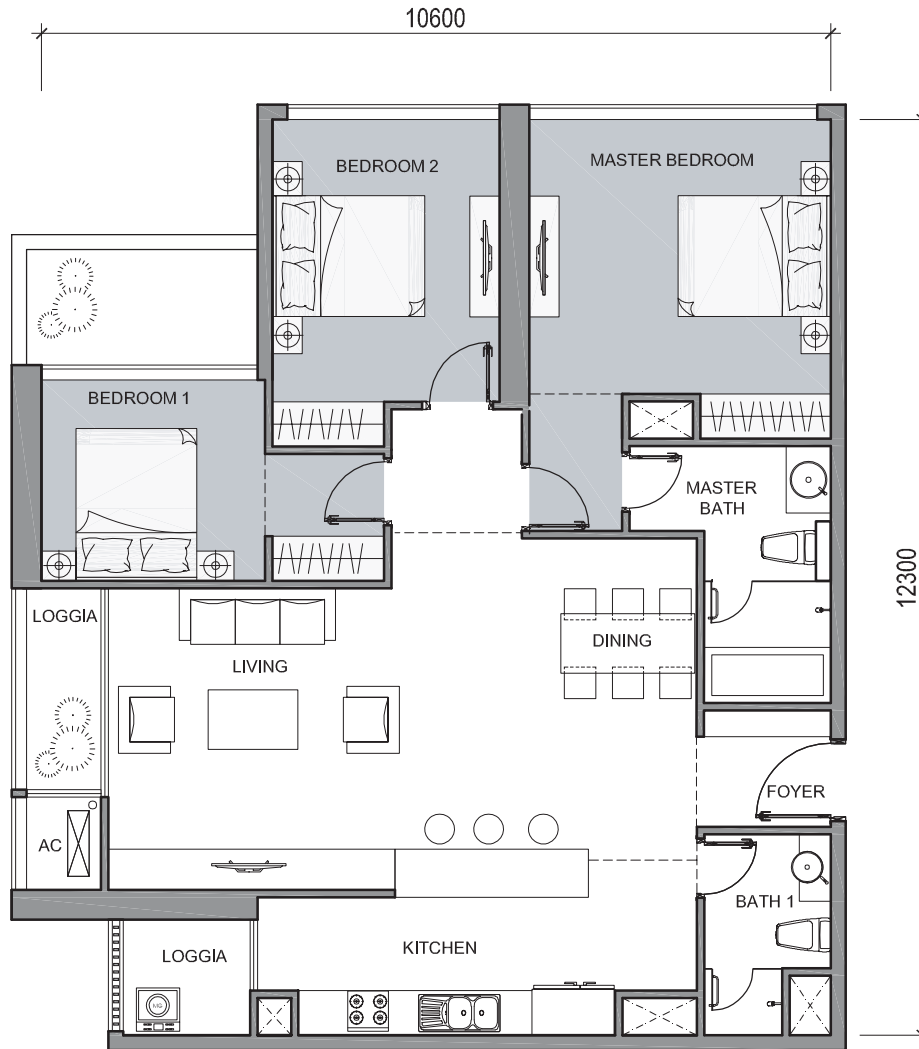 10600
BEDROOM 2
MASTER BEDROOM
BEDROOM 1
MASTER
BATH
12300
LOGGIA
DINING
LIVING
FOYER
AC
BATH 1
KITCHEN
LOGGIA
MG